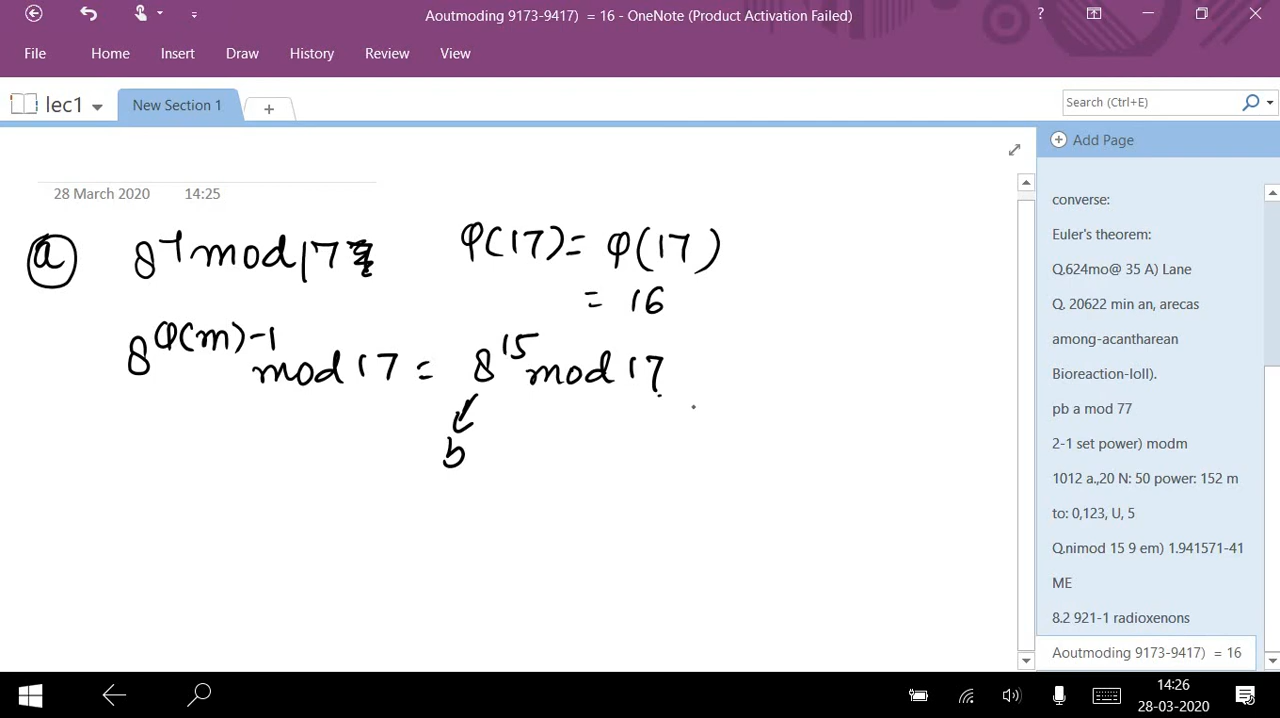 Aoutmoding 9173-9417) = 16 - OneNote (Product Activation Failed)
?
File Home Insert Draw History Review View
lec1 New Section 1 +
Search (Ctrl+E)
Add Page
28 March 2020 14:25
a 8⁻¹ mod 17 φ(17) = φ(17)
= 16
8^φ(m)-1 mod 17 = 8^15 mod 17
b
converse:
Euler's theorem:
Q,624mo@ 35 A) Lane
Q, 20622 min an, arecas
among-acantharean
Bioreaction-loll).
pb a mod 77
2-1 set power) modm
1012 a.,20 N: 50 power: 152 m
to: 0,123, U, 5
Q.nimod 15 9 em) 1.941571-41
ME
8.2 921-1 radioxenons
Aoutmoding 9173-9417) = 16
14:26
28-03-2020